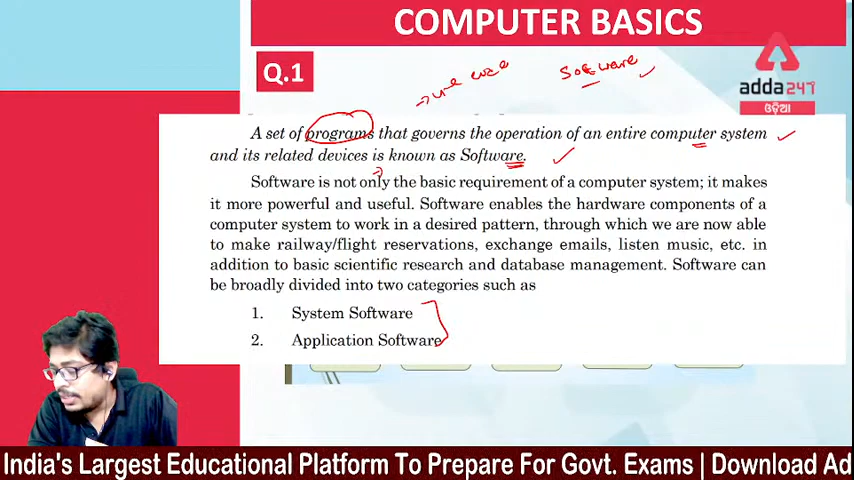 COMPUTER BASICS
Q.1
Software
adda247
ଓଡ଼ିଆ
A set of programs that governs the operation of an entire computer system
and its related devices is known as Software.
Software is not only the basic requirement of a computer system; it makes
it more powerful and useful. Software enables the hardware components of a
computer system to work in a desired pattern, through which we are now able
to make railway/flight reservations, exchange emails, listen music, etc. in
addition to basic scientific research and database management. Software can
be broadly divided into two categories such as
1. System Software
2. Application Software
India's Largest Educational Platform To Prepare For Govt. Exams | Download Ad